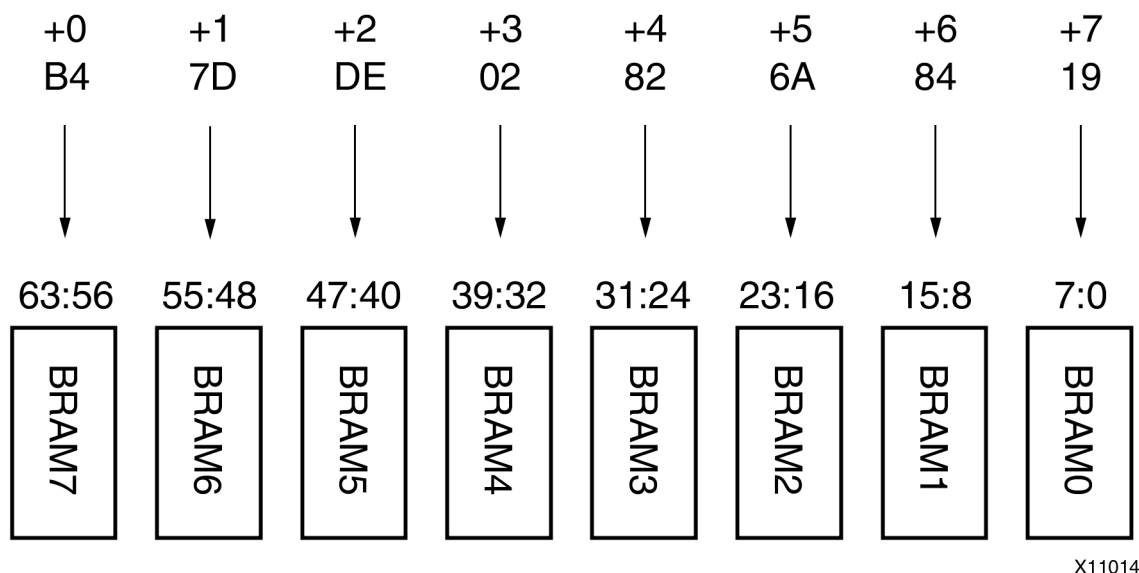 +0 +1 +2 +3 +4 +5 +6 +7
B4 7D DE 02 82 6A 84 19
63:56 55:48 47:40 39:32 31:24 23:16 15:8 7:0
BRAM7 BRAM6 BRAM5 BRAM4 BRAM3 BRAM2 BRAM1 BRAM0
X11014